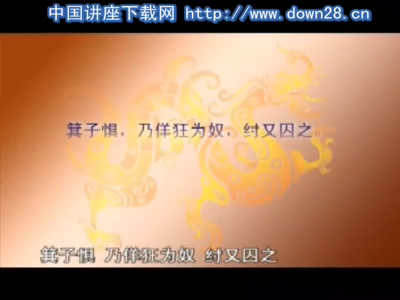 中国讲座下载网 http://www.down28.cn
箕子惧，乃佯狂为奴，纣又囚之。
箕子惧 乃佯狂为奴 纣又囚之